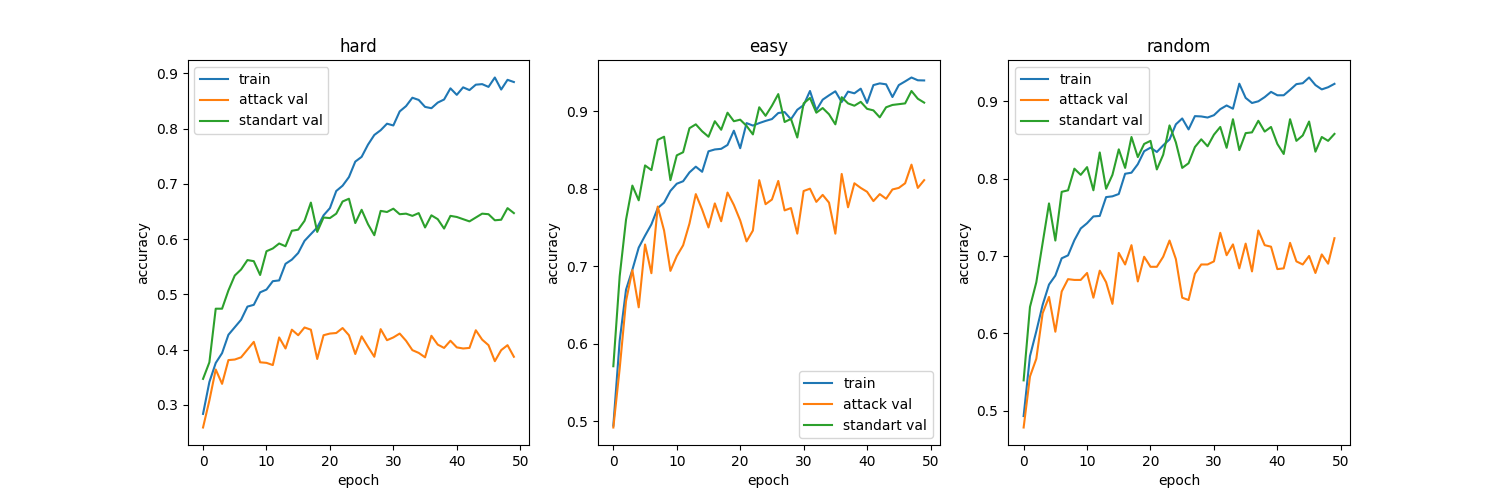 hard
train
attack val
standart val
accuracy
0.9
0.8
0.7
0.6
0.5
0.4
0.3
0 10 20 30 40 50
epoch
easy
accuracy
0.9
0.8
0.7
0.6
0.5
train
attack val
standart val
0 10 20 30 40 50
epoch
random
train
attack val
standart val
accuracy
0.9
0.8
0.7
0.6
0.5
0 10 20 30 40 50
epoch